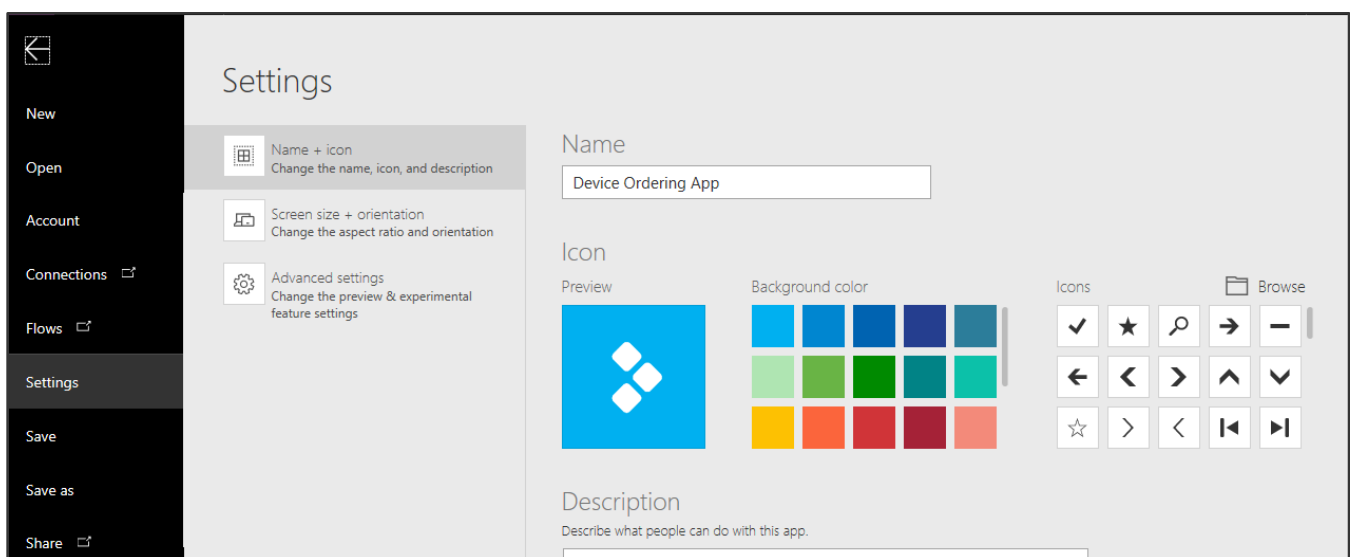 New
Open
Account
Connections
Flows
Settings
Save
Save as
Share
Settings
Name + icon
Change the name, icon, and description
Screen size + orientation
Change the aspect ratio and orientation
Advanced settings
Change the preview & experimental
feature settings
Name
Device Ordering App
Icon
Preview
Background color
Icons
Browse
Description
Describe what people can do with this app.